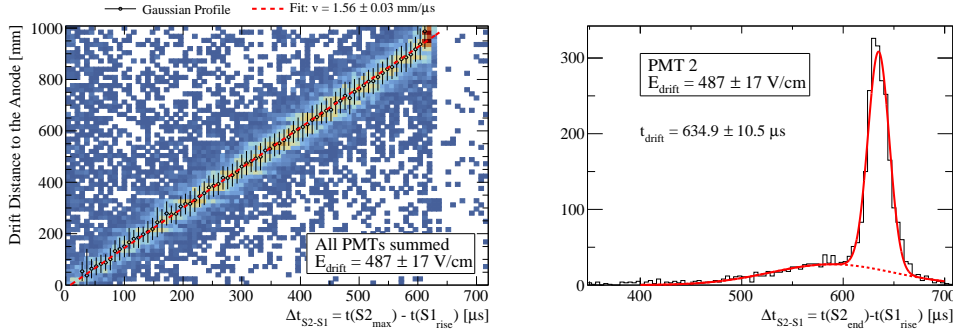 Gaussian Profile
Fit: v = 1.56 ± 0.03 mm/µs
Drift Distance to the Anode [mm]
1000
800
600
400
200
0
All PMTs summed
E_drift = 487 ± 17 V/cm
0 100 200 300 400 500 600 700
Δt_S2-S1 = t(S2_max) - t(S1_rise) [µs]
300
200
100
0
PMT 2
E_drift = 487 ± 17 V/cm
t_drift = 634.9 ± 10.5 µs
400 500 600 700
Δt_S2-S1 = t(S2_end)-t(S1_rise) [µs]